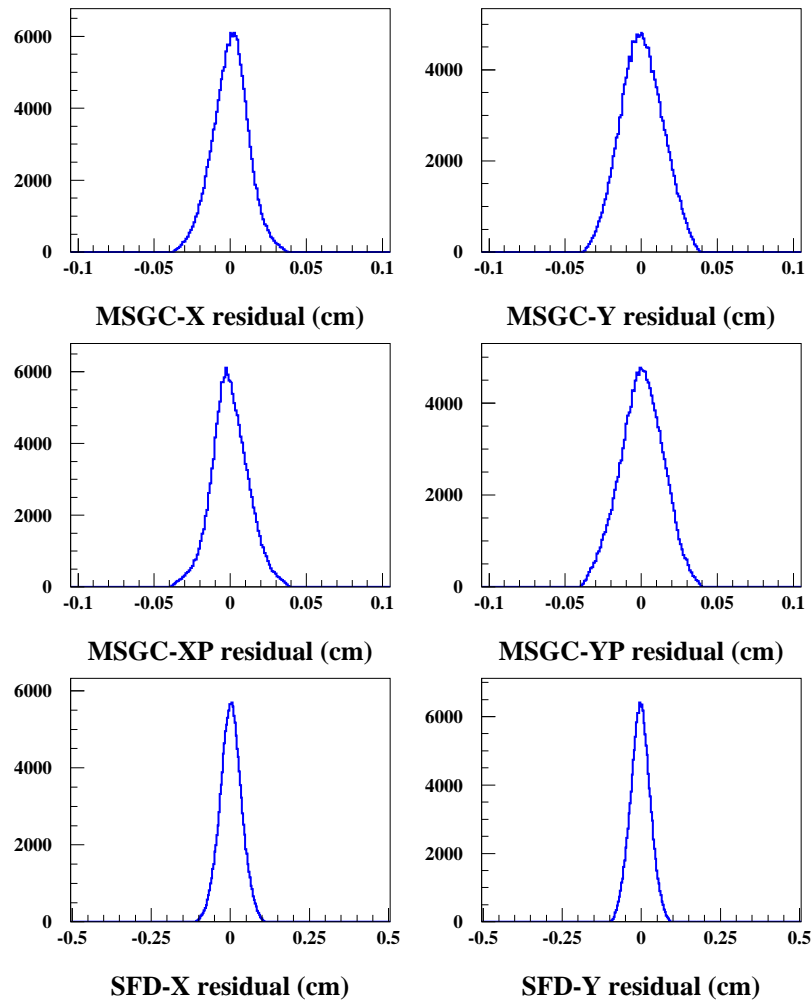 6000
4000
2000
0
-0.1 -0.05 0 0.05 0.1
MSGC-X residual (cm)
4000
2000
0
-0.1 -0.05 0 0.05 0.1
MSGC-Y residual (cm)
6000
4000
2000
0
-0.1 -0.05 0 0.05 0.1
MSGC-XP residual (cm)
4000
2000
0
-0.1 -0.05 0 0.05 0.1
MSGC-YP residual (cm)
6000
4000
2000
0
-0.5 -0.25 0 0.25 0.5
SFD-X residual (cm)
6000
4000
2000
0
-0.5 -0.25 0 0.25 0.5
SFD-Y residual (cm)